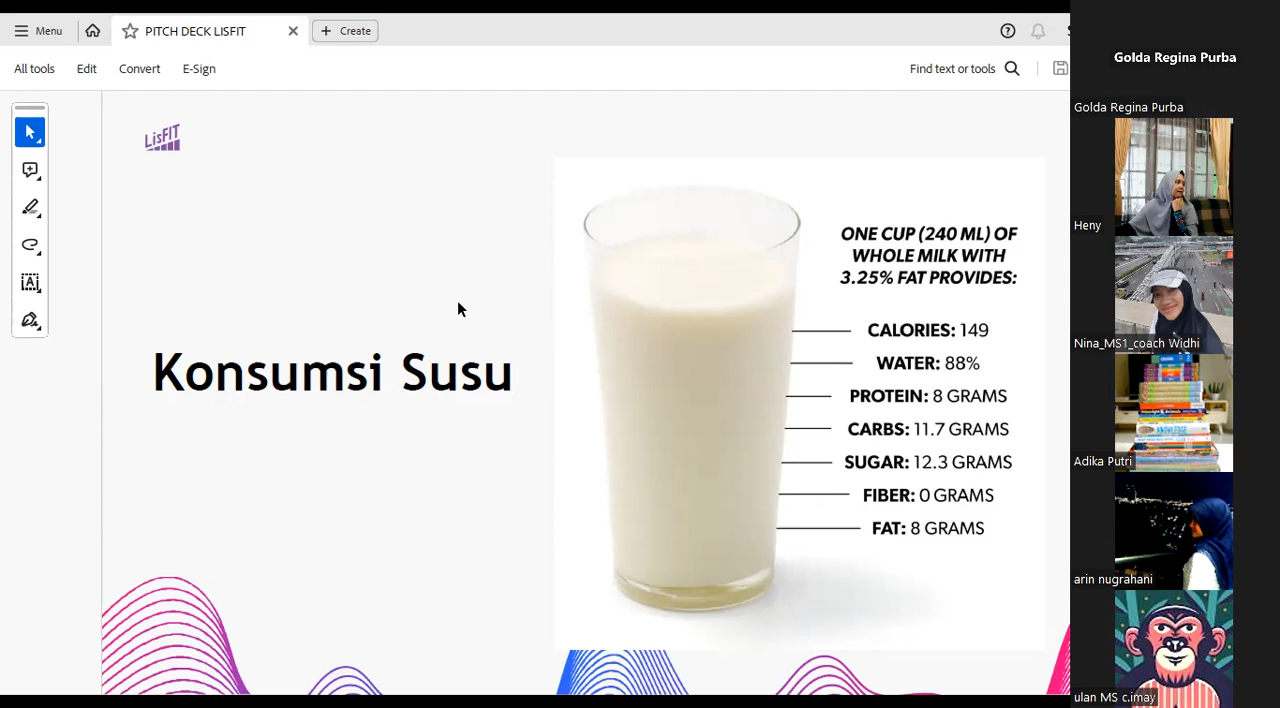 Menu
PITCH DECK LISFIT
Create
All tools
Edit
Convert
E-Sign
Find text or tools
LisFIT
Konsumsi Susu
ONE CUP (240 ML) OF
WHOLE MILK WITH
3.25% FAT PROVIDES:
CALORIES: 149
WATER: 88%
PROTEIN: 8 GRAMS
CARBS: 11.7 GRAMS
SUGAR: 12.3 GRAMS
FIBER: 0 GRAMS
FAT: 8 GRAMS
Golda Regina Purba
Golda Regina Purba
Heny
Nina_MS1_coach Widhi
Adika Putri
arin nugrahani
ulan MS c.imay